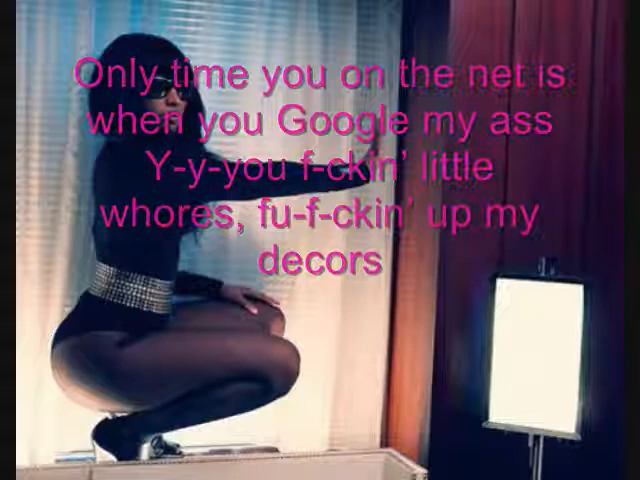 Only time you on the net is
when you Google my ass
Y-y-you f-ckin' little
whores, fu-f-ckin' up my
decors